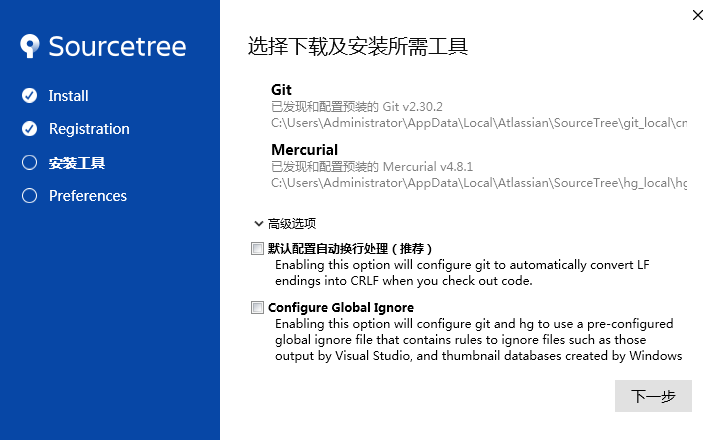 Sourcetree
Install
Registration
安装工具
Preferences
选择下载及安装所需工具
Git
已发现和配置预装的 Git v2.30.2
C:\Users\Administrator\AppData\Local\Atlassian\SourceTree\git_local\cn
Mercurial
已发现和配置预装的 Mercurial v4.8.1
C:\Users\Administrator\AppData\Local\Atlassian\SourceTree\hg_local\hg
高级选项
默认配置自动换行处理（推荐）
Enabling this option will configure git to automatically convert LF
endings into CRLF when you check out code.
Configure Global Ignore
Enabling this option will configure git and hg to use a pre-configured
global ignore file that contains rules to ignore files such as those
output by Visual Studio, and thumbnail databases created by Windows
下一步